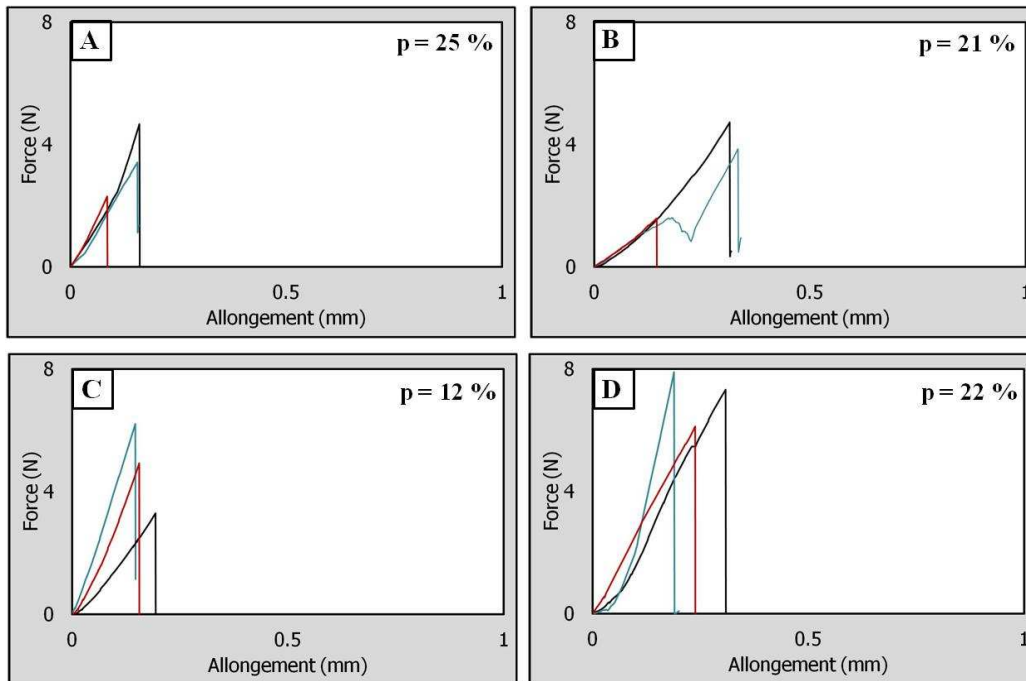 A
p = 25 %
8
4
0
Force (N)
0
0.5
1
Allongement (mm)
B
p = 21 %
8
4
0
Force (N)
0
0.5
1
Allongement (mm)
C
p = 12 %
8
4
0
Force (N)
0
0.5
1
Allongement (mm)
D
p = 22 %
8
4
0
Force (N)
0
0.5
1
Allongement (mm)